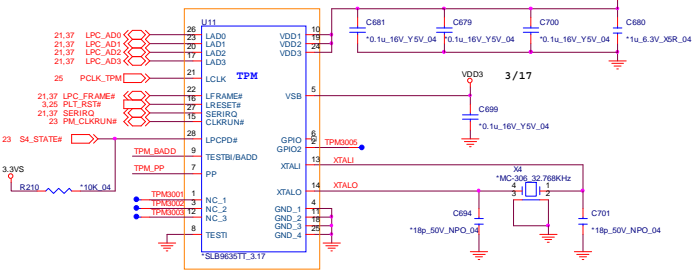 U11
C681
*0.1u_16V_Y5V_04
C679
*0.1u_16V_Y5V_04
C700
*0.1u_16V_Y5V_04
C680
*1u_6.3V_X5R_04
21,37 LPC_AD0 26 LAD0 VDD1 10
21,37 LPC_AD1 23 LAD1 VDD2 19
21,37 LPC_AD2 20 LAD2 VDD3 24
21,37 LPC_AD3 17 LAD3
25 PCLK_TPM 21 LCLK
TPM
VDD3
3/17
21,37 LPC_FRAME# 22 LFRAME# VSB 5
3,25 PLT_RST# 16 LRESET#
21,37 SERIRQ 27 SERIRQ
23 PM_CLKRUN# 15 CLKRUN#
C699
*0.1u_16V_Y5V_04
23 S4_STATE# 28 LPCPD# GPIO 6
GPIO2 2 TPM3005
TPM_BADD 9 TESTBI/BADD
XTALI 13 XTALI
TPM_PP 7 PP
X4
*MC-306_32.768KHz
4 1
3 2
3.3VS
R210 *10K_04
XTALO 14 XTALO
TPM3001 1 NC_1 GND_1 4
TPM3002 3 NC_2 GND_2 11
TPM3003 12 NC_3 GND_3 18
GND_4 25
8 TESTI
C694
*18p_50V_NPO_04
C701
*18p_50V_NPO_04
*SLB9635TT_3.17